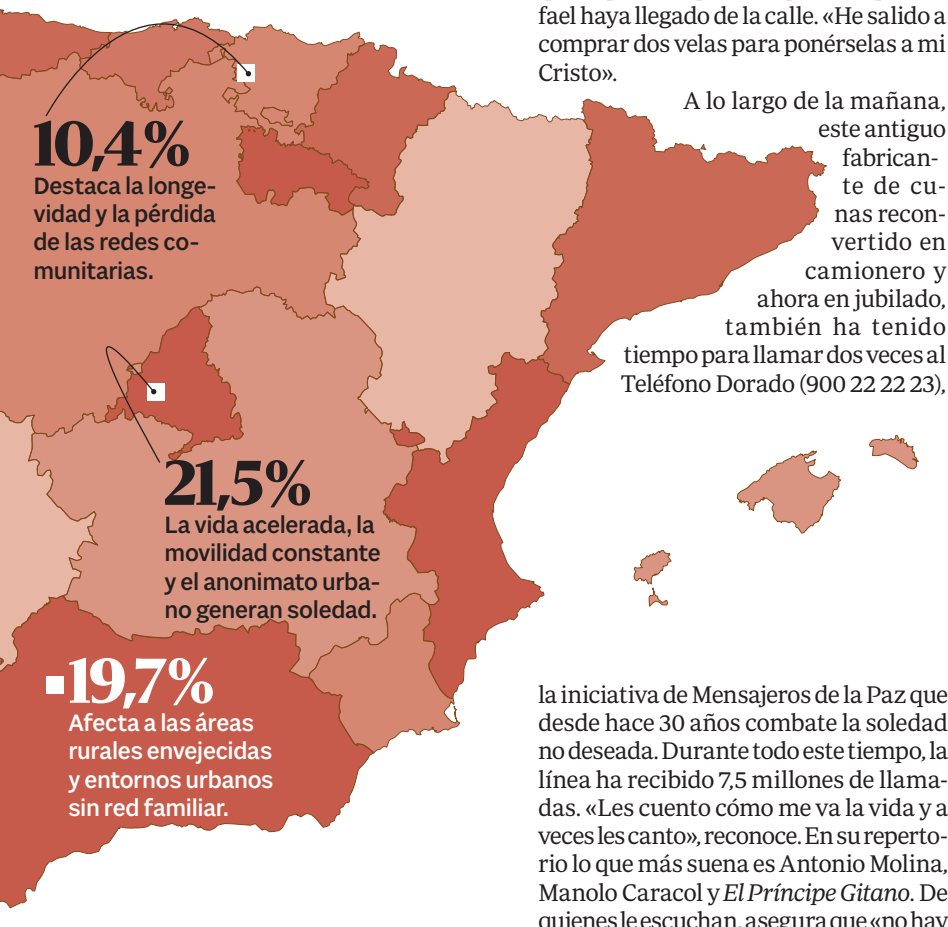 10,4%
Destaca la longe-
vidad y la pérdida
de las redes co-
munitarias.
21,5%
La vida acelerada, la
movilidad constante
y el anonimato urba-
no generan soledad.
19,7%
Afecta a las áreas
rurales envejecidas
y entornos urbanos
sin red familiar.
fael haya llegado de la calle. «He salido a
comprar dos velas para ponérselas a mi
Cristo».
A lo largo de la mañana,
este antiguo
fabrican-
te de cu-
nas recon-
vertido en
camionero y
ahora en jubilado,
también ha tenido
tiempo para llamar dos veces al
Teléfono Dorado (900 22 22 23),
la iniciativa de Mensajeros de la Paz que
desde hace 30 años combate la soledad
no deseada. Durante todo este tiempo, la
línea ha recibido 7,5 millones de llama-
das. «Les cuento cómo me va la vida y a
veces les canto», reconoce. En su reperto-
rio lo que más suena es Antonio Molina,
Manolo Caracol y El Príncipe Gitano. De
quienes le escuchan, asegura que «no hay